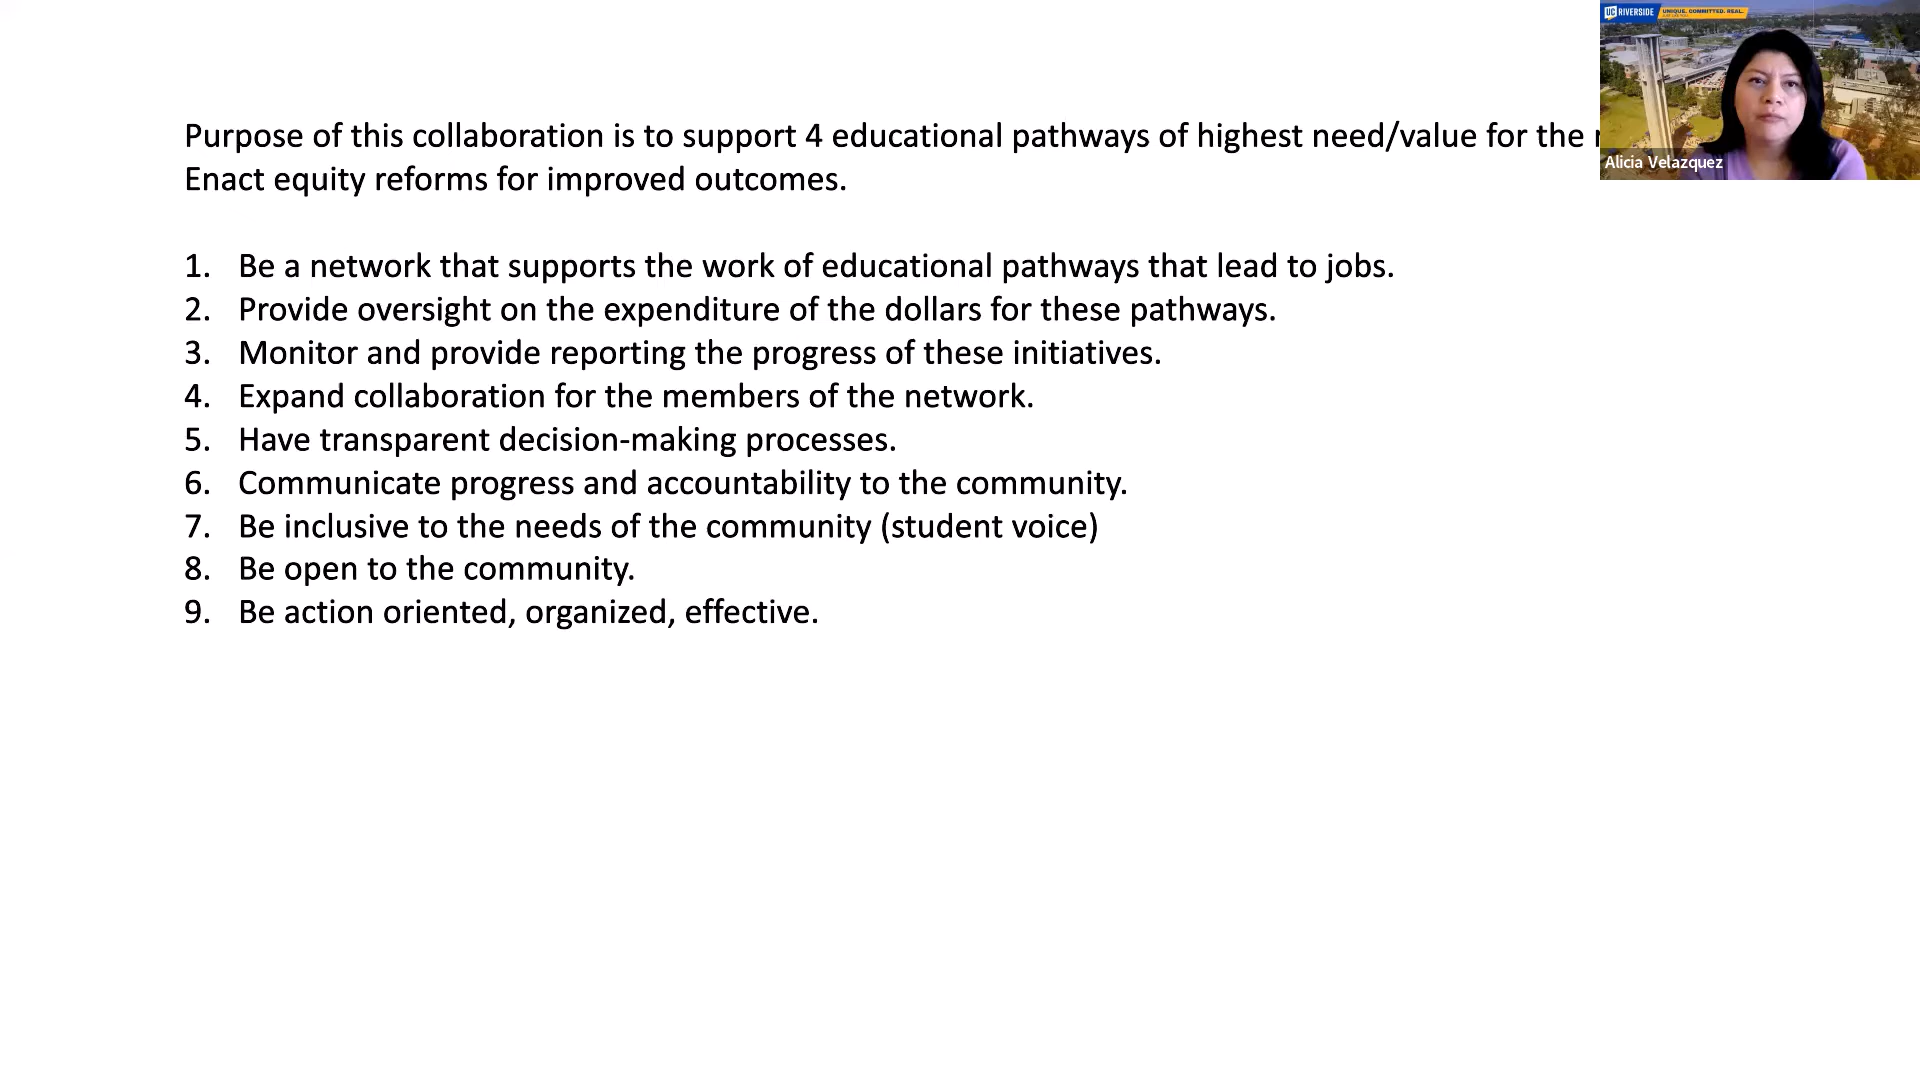 Purpose of this collaboration is to support 4 educational pathways of highest need/value for the
Enact equity reforms for improved outcomes.
1. Be a network that supports the work of educational pathways that lead to jobs.
2. Provide oversight on the expenditure of the dollars for these pathways.
3. Monitor and provide reporting the progress of these initiatives.
4. Expand collaboration for the members of the network.
5. Have transparent decision-making processes.
6. Communicate progress and accountability to the community.
7. Be inclusive to the needs of the community (student voice)
8. Be open to the community.
9. Be action oriented, organized, effective.
UC RIVERSIDE UNIQUE. COMMITTED. REAL.
Alicia Velazquez